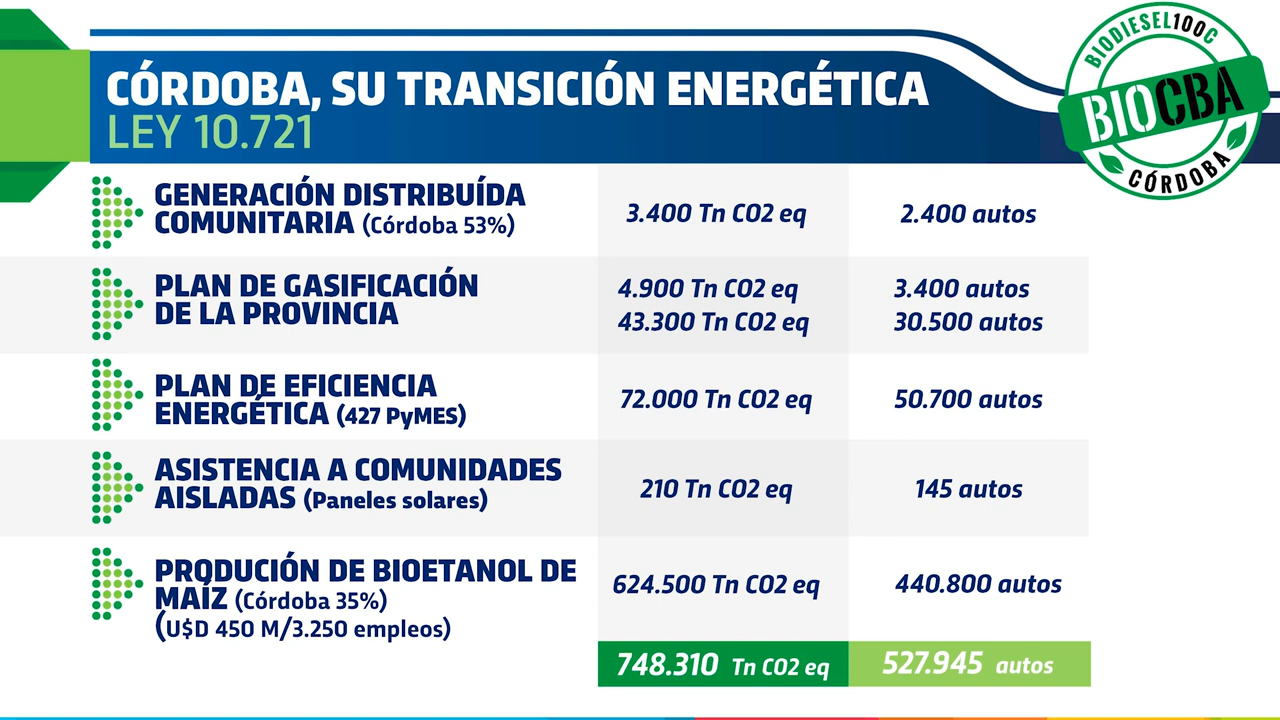 CÓRDOBA, SU TRANSICIÓN ENERGÉTICA
LEY 10.721
BIODIESEL100C
BIOCBA
CÓRDOBA
GENERACIÓN DISTRIBUÍDA
COMUNITARIA (Córdoba 53%)
3.400 Tn CO2 eq
2.400 autos
PLAN DE GASIFICACIÓN
DE LA PROVINCIA
4.900 Tn CO2 eq
3.400 autos
43.300 Tn CO2 eq
30.500 autos
PLAN DE EFICIENCIA
ENERGÉTICA (427 PyMES)
72.000 Tn CO2 eq
50.700 autos
ASISTENCIA A COMUNIDADES
AISLADAS (Paneles solares)
210 Tn CO2 eq
145 autos
PRODUCIÓN DE BIOETANOL DE
MAÍZ (Córdoba 35%)
(U$D 450 M/3.250 empleos)
624.500 Tn CO2 eq
440.800 autos
748.310 Tn CO2 eq
527.945 autos